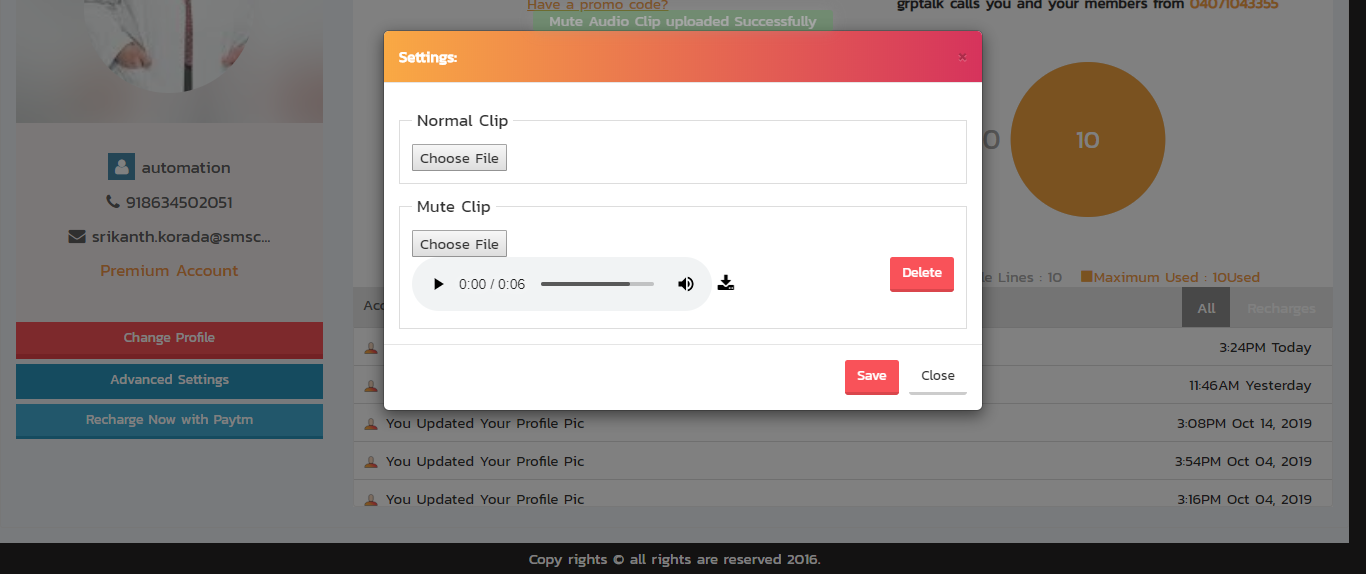 Have a promo code?
grptalk calls you and your members from 04071043355
Mute Audio Clip uploaded Successfully
Settings:
×
Normal Clip
Choose File
0
10
automation
918634502051
srikanth.korada@smsc...
Premium Account
Mute Clip
Choose File
0:00 / 0:06
Delete
Lines : 10
Maximum Used : 10Used
All
Recharges
Change Profile
Advanced Settings
Recharge Now with Paytm
3:24PM Today
11:46AM Yesterday
Save
Close
You Updated Your Profile Pic 3:08PM Oct 14, 2019
You Updated Your Profile Pic 3:54PM Oct 04, 2019
You Updated Your Profile Pic 3:16PM Oct 04, 2019
Copy rights © all rights are reserved 2016.